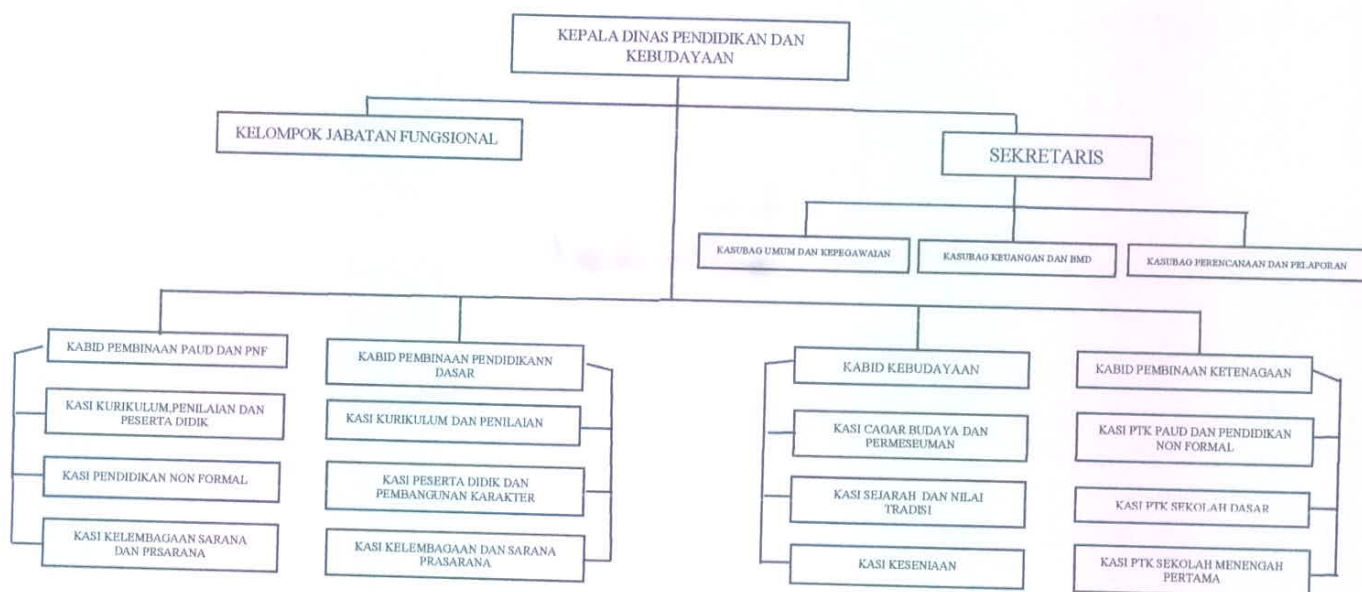 KEPALA DINAS PENDIDIKAN DAN
KEBUDAYAAN
KELOMPOK JABATAN FUNGSIONAL
SEKRETARIS
KASUBAG UMUM DAN KEPEGAWAIAN
KASUBAG KEUANGAN DAN BMD
KASUBAG PERENCANAAN DAN PELAPORAN
KABID PEMBINAAN PAUD DAN PNF
KASI KURIKULUM,PENILAIAN DAN
PESERTA DIDIK
KASI PENDIDIKAN NON FORMAL
KASI KELEMBAGAAN SARANA
DAN PRSARANA
KABID PEMBINAAN PENDIDIKANN
DASAR
KASI KURIKULUM DAN PENILAIAN
KASI PESERTA DIDIK DAN
PEMBANGUNAN KARAKTER
KASI KELEMBAGAAN DAN SARANA
PRASARANA
KABID KEBUDAYAAN
KASI CAGAR BUDAYA DAN
PERMESEUMAN
KASI SEJARAH DAN NILAI
TRADISI
KASI KESENIAAN
KABID PEMBINAAN KETENAGAAN
KASI PTK PAUD DAN PENDIDIKAN
NON FORMAL
KASI PTK SEKOLAH DASAR
KASI PTK SEKOLAH MENENGAH
PERTAMA